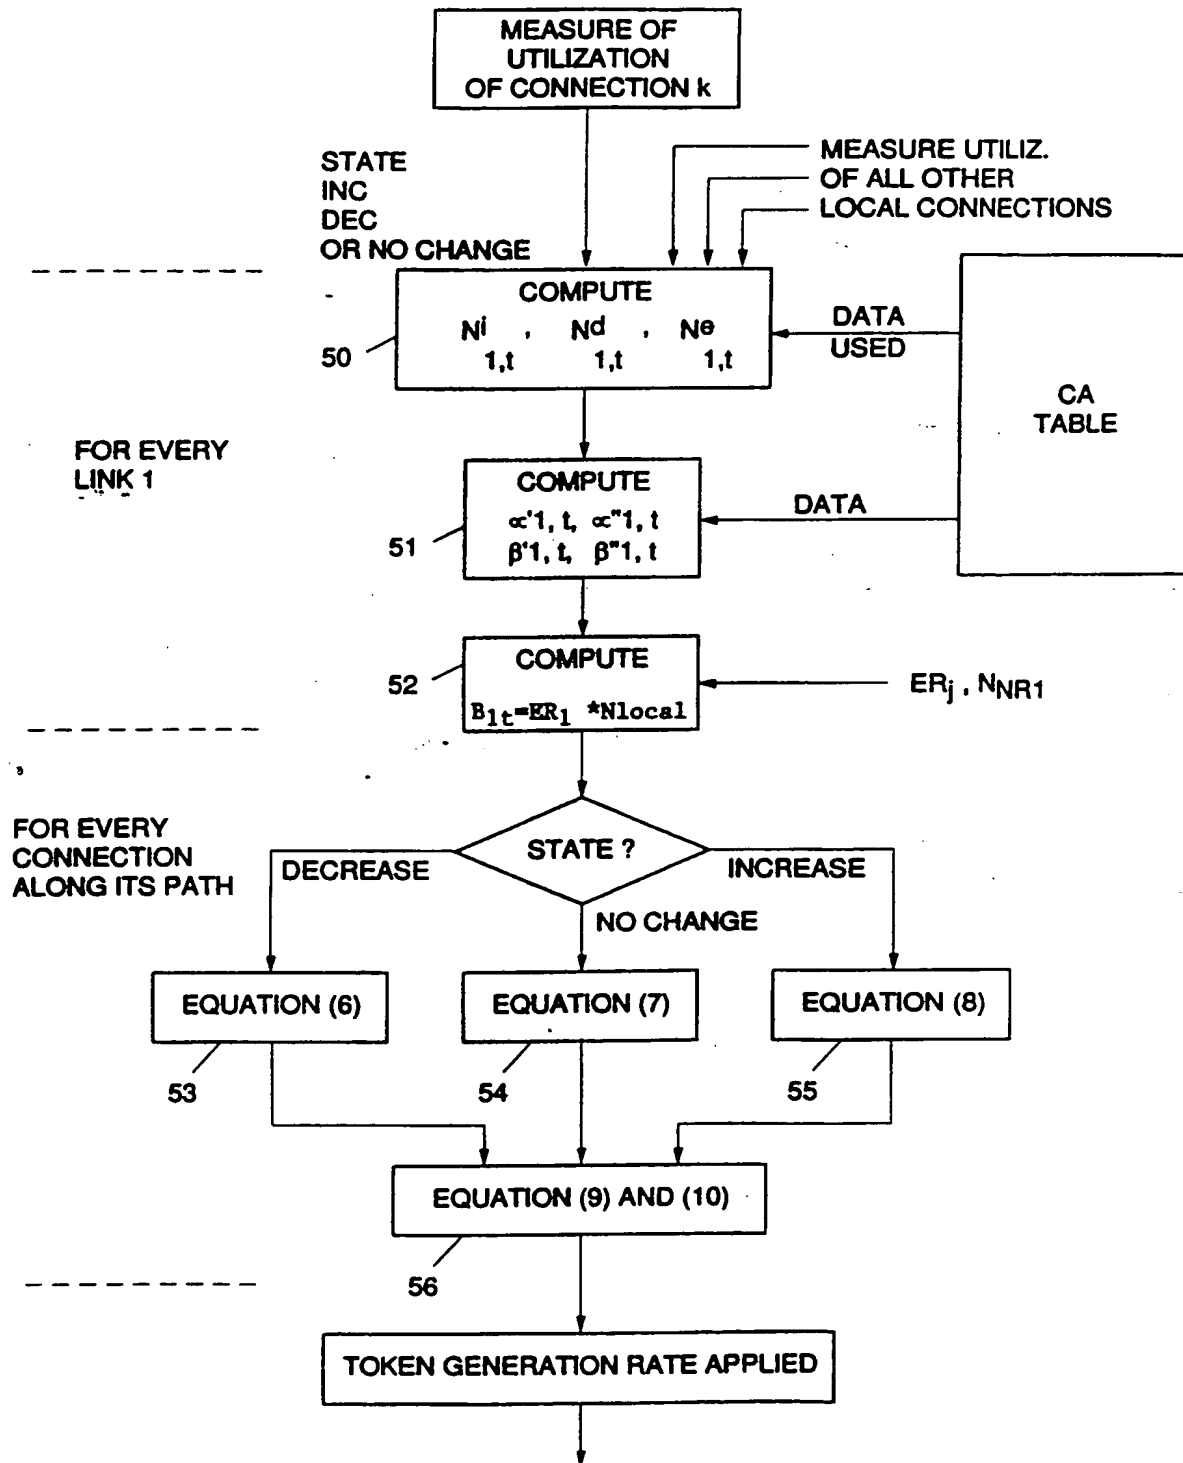 MEASURE OF
UTILIZATION
OF CONNECTION k
STATE
INC
DEC
OR NO CHANGE
MEASURE UTILIZ.
OF ALL OTHER
LOCAL CONNECTIONS
COMPUTE
Nⁱ , Nᵈ , Nᵉ
1,t 1,t 1,t
50
DATA
USED
CA
TABLE
FOR EVERY
LINK 1
COMPUTE
∝'1, t, ∝"1, t
β'1, t, β"1, t
51
DATA
COMPUTE
B1t=ER1 *Nlocal
52
ERj , NNR1
FOR EVERY
CONNECTION
ALONG ITS PATH
STATE ?
DECREASE
INCREASE
NO CHANGE
EQUATION (6)
EQUATION (7)
EQUATION (8)
53
54
55
EQUATION (9) AND (10)
56
TOKEN GENERATION RATE APPLIED